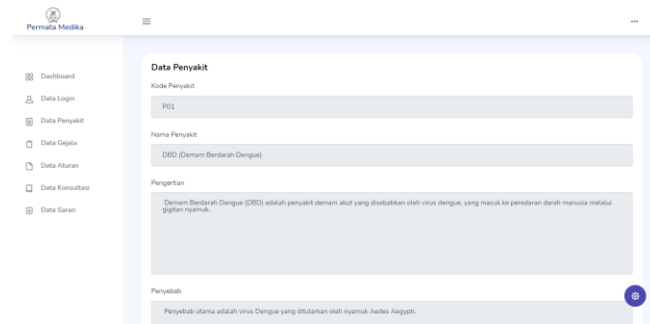 Permata Medika
Dashboard
Data Login
Data Penyakit
Data Gejala
Data Aturan
Data Konsultasi
Data Saran
Data Penyakit
Kode Penyakit
P01
Nama Penyakit
DBD (Demam Berdarah Dengue)
Pengertian
Demam Berdarah Dengue (DBD) adalah penyakit demam akut yang disebabkan oleh virus dengue, yang masuk ke peredaran darah manusia melalui
gigitan nyamuk.
Penyebab
Penyebab utama adalah virus Dengue yang ditularkan oleh nyamuk Aedes Aegypti.